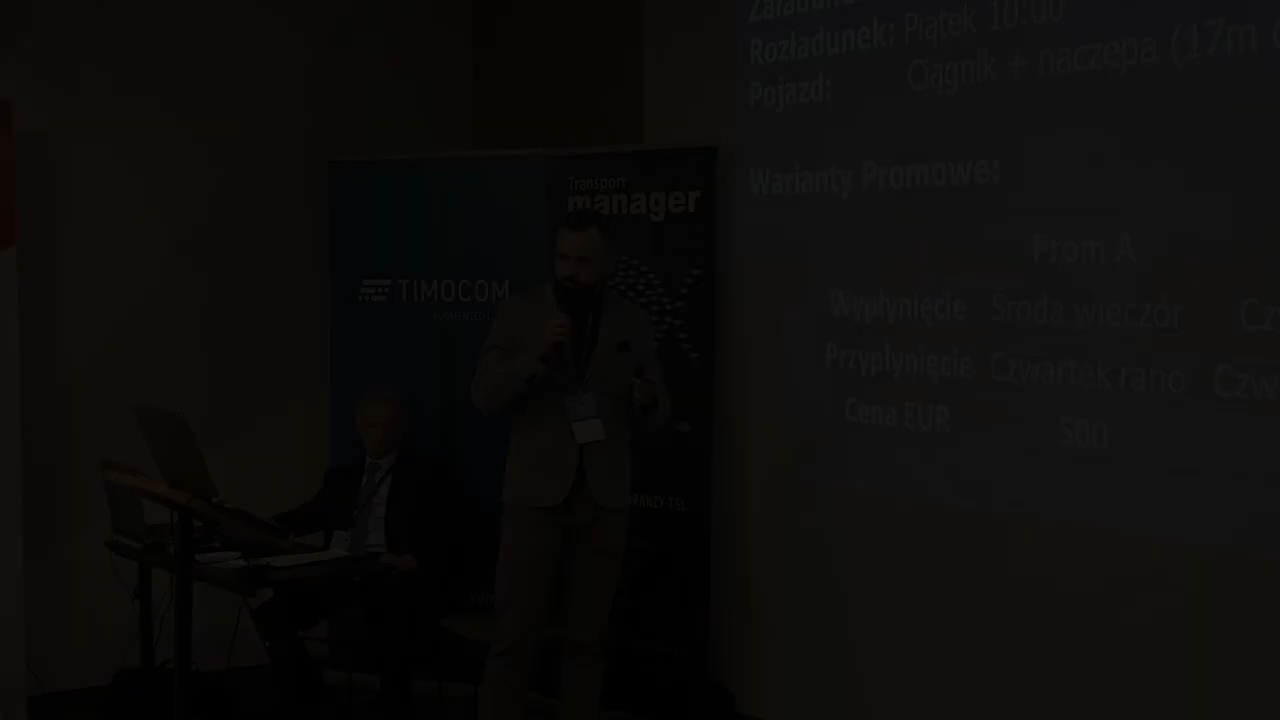 Rozładunek: Piątek 10:00
Pojazd: Ciągnik + naczepa (17m
Warianty Promowe:
Prom A
Wypłynięcie Środa wieczór
Przypłynięcie Czwartek rano
Cena EUR 500
Transport
manager
TIMOCOM